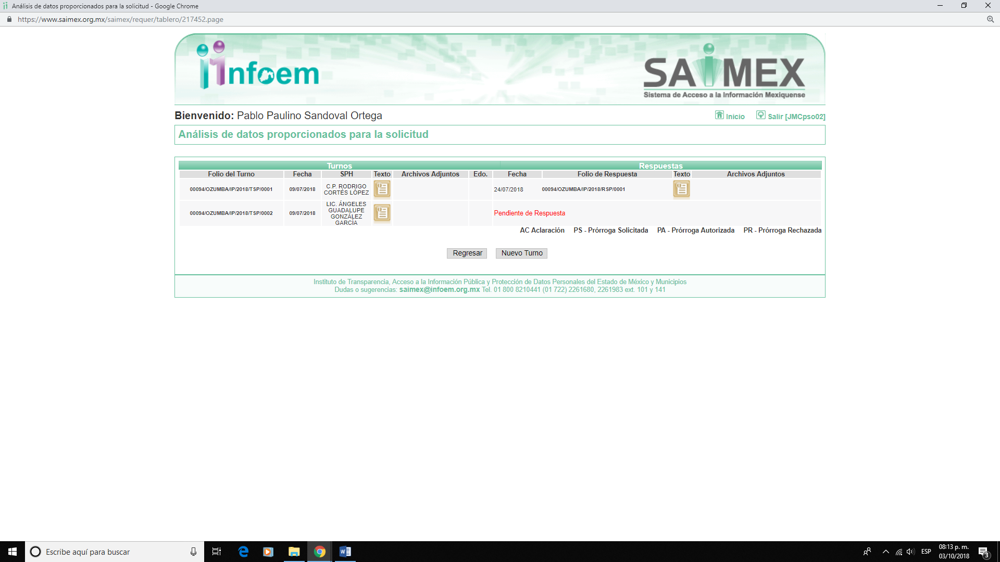 Análisis de datos proporcionados para la solicitud - Google Chrome
https://www.saimex.org.mx/saimex/requer/tablero/217452.page
infoem
SAIMEX
Sistema de Acceso a la Información Mexiquense
Bienvenido: Pablo Paulino Sandoval Ortega
Inicio Salir [JMCpso02]
Análisis de datos proporcionados para la solicitud
Turnos Respuestas
Folio del Turno Fecha SPH Texto Archivos Adjuntos Edo. Fecha Folio de Respuesta Texto Archivos Adjuntos
00094/OZUMBA/IP/2018/TSP/0001 09/07/2018 C.P. RODRIGO CORTÉS LÓPEZ 24/07/2018 00094/OZUMBA/IP/2018/RSP/0001
00094/OZUMBA/IP/2018/TSP/0002 09/07/2018 LIC. ÁNGELES GUADALUPE GONZÁLEZ GARCÍA Pendiente de Respuesta
AC Aclaración PS - Prórroga Solicitada PA - Prórroga Autorizada PR - Prórroga Rechazada
Regresar Nuevo Turno
Instituto de Transparencia, Acceso a la Información Pública y Protección de Datos Personales del Estado de México y Municipios
Dudas o sugerencias: saimex@infoem.org.mx Tel. 01 800 8210441 (01 722) 2261680, 2261983 ext. 101 y 141
Escribe aquí para buscar
ESP
08:13 p. m.
03/10/2018
3